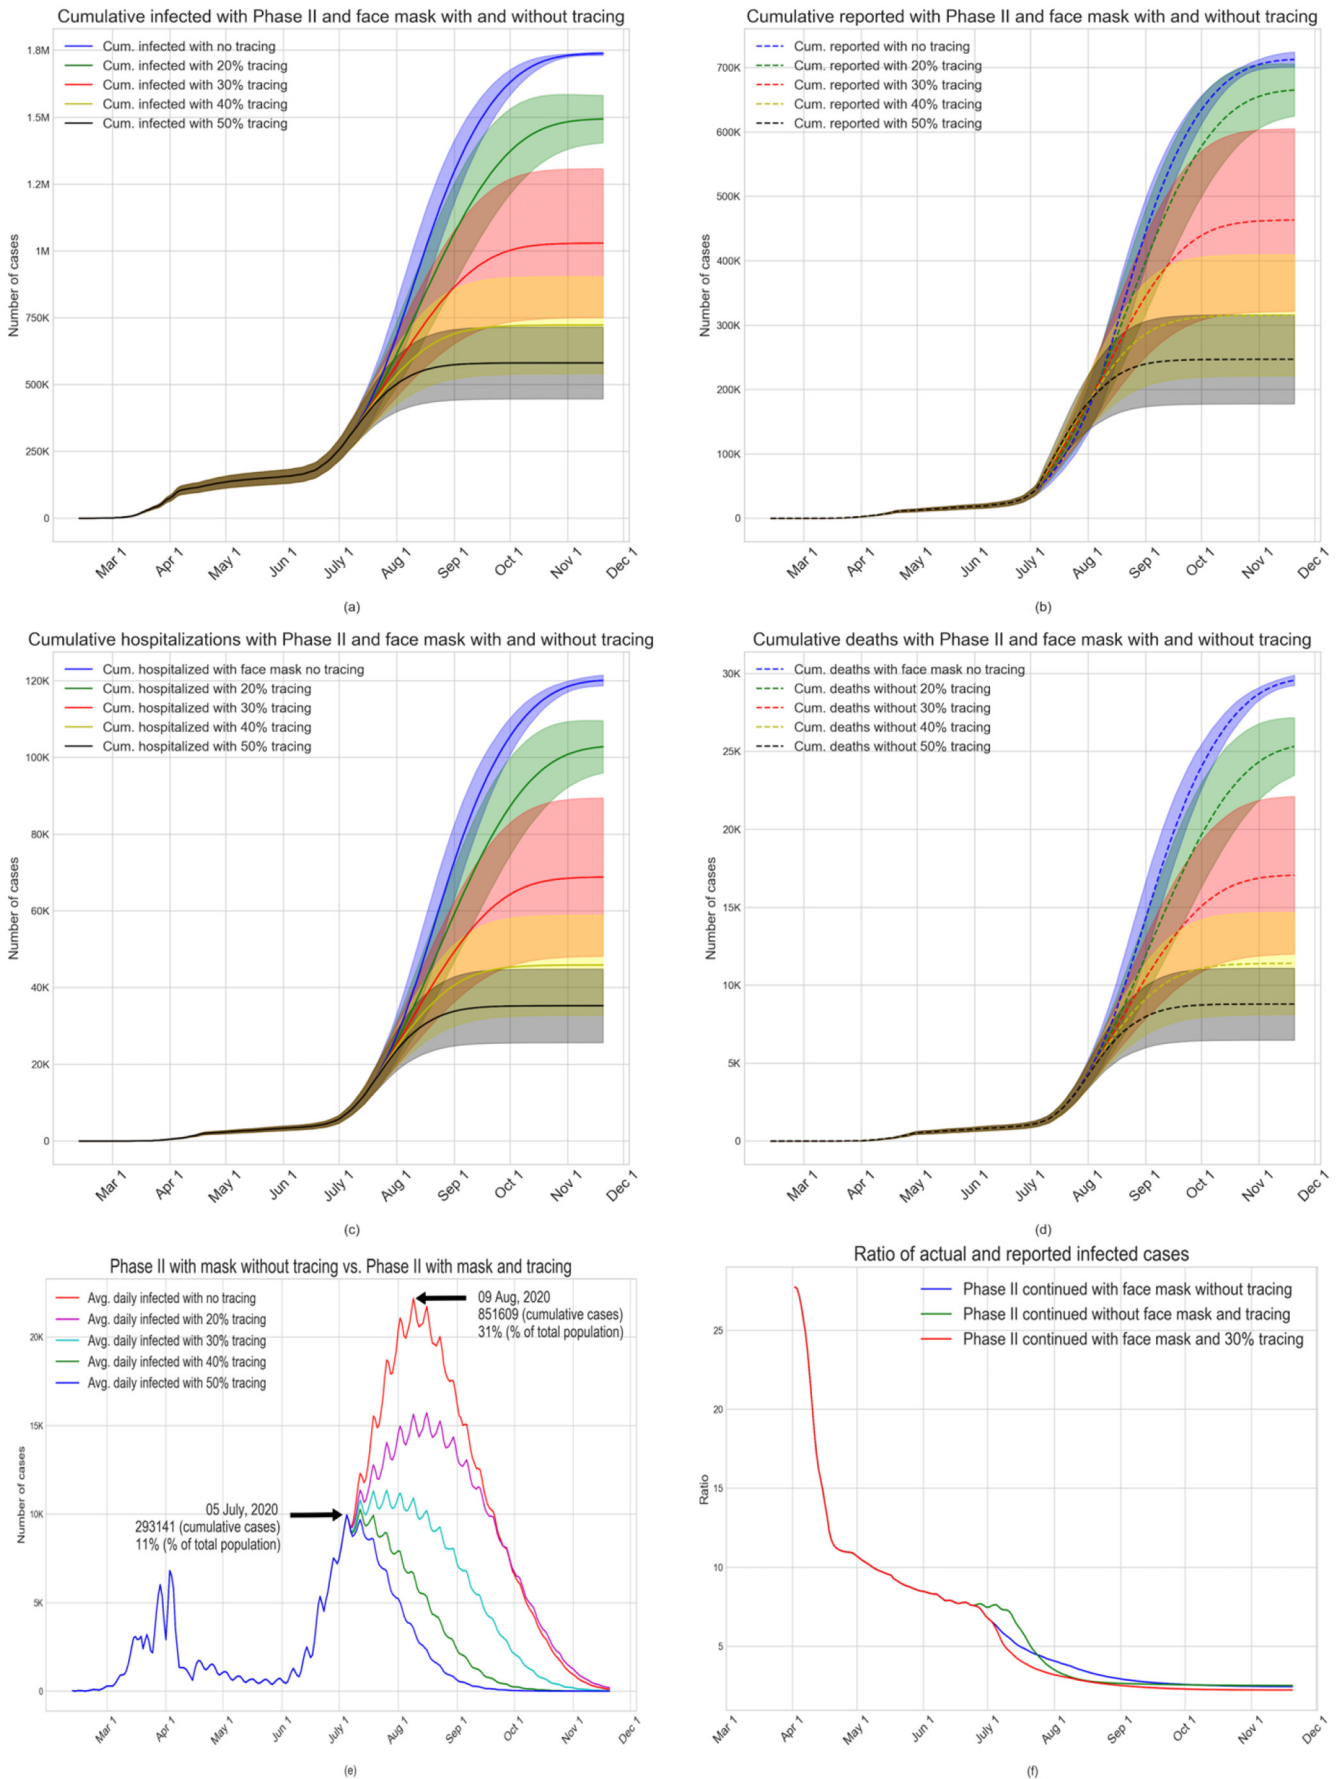 Cumulative infected with Phase II and face mask with and without tracing
Cum. infected with no tracing
Cum. infected with 20% tracing
Cum. infected with 30% tracing
Cum. infected with 40% tracing
Cum. infected with 50% tracing
1.8M
1.5M
1.2M
1M
750K
500K
250K
0
Number of cases
Mar 1
Apr 1
May 1
Jun 1
July 1
Aug 1
Sep 1
Oct 1
Nov 1
Dec 1
(a)
Cumulative reported with Phase II and face mask with and without tracing
Cum. reported with no tracing
Cum. reported with 20% tracing
Cum. reported with 30% tracing
Cum. reported with 40% tracing
Cum. reported with 50% tracing
700K
600K
500K
400K
300K
200K
100K
0
Number of cases
Mar 1
Apr 1
May 1
Jun 1
July 1
Aug 1
Sep 1
Oct 1
Nov 1
Dec 1
(b)
Cumulative hospitalizations with Phase II and face mask with and without tracing
Cum. hospitalized with face mask no tracing
Cum. hospitalized with 20% tracing
Cum. hospitalized with 30% tracing
Cum. hospitalized with 40% tracing
Cum. hospitalized with 50% tracing
120K
100K
80K
60K
40K
20K
0
Number of cases
Mar 1
Apr 1
May 1
Jun 1
July 1
Aug 1
Sep 1
Oct 1
Nov 1
Dec 1
(c)
Cumulative deaths with Phase II and face mask with and without tracing
Cum. deaths with face mask no tracing
Cum. deaths without 20% tracing
Cum. deaths without 30% tracing
Cum. deaths without 40% tracing
Cum. deaths without 50% tracing
30K
25K
20K
15K
10K
5K
0
Number of cases
Mar 1
Apr 1
May 1
Jun 1
July 1
Aug 1
Sep 1
Oct 1
Nov 1
Dec 1
(d)
Phase II with mask without tracing vs. Phase II with mask and tracing
Avg. daily infected with no tracing
Avg. daily infected with 20% tracing
Avg. daily infected with 30% tracing
Avg. daily infected with 40% tracing
Avg. daily infected with 50% tracing
09 Aug, 2020
851609 (cumulative cases)
31% (% of total population)
05 July, 2020
293141 (cumulative cases)
11% (% of total population)
20K
15K
10K
5K
0
Number of cases
Mar 1
Apr 1
May 1
Jun 1
July 1
Aug 1
Sep 1
Oct 1
Nov 1
Dec 1
(e)
Ratio of actual and reported infected cases
Phase II continued with face mask without tracing
Phase II continued without face mask and tracing
Phase II continued with face mask and 30% tracing
25
20
15
10
5
Ratio
Mar 1
Apr 1
May 1
Jun 1
July 1
Aug 1
Sep 1
Oct 1
Nov 1
Dec 1
(f)